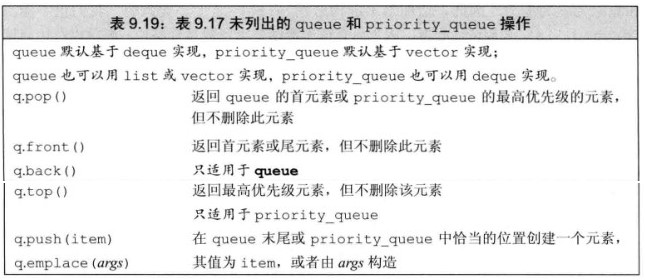 表 9.19：表 9.17 未列出的 queue 和 priority_queue 操作
queue 默认基于 deque 实现，priority_queue 默认基于 vector 实现；
queue 也可以用 list 或 vector 实现，priority_queue 也可以用 deque 实现。
q.pop() 返回 queue 的首元素或 priority_queue 的最高优先级的元素，
但不删除此元素
q.front() 返回首元素或尾元素，但不删除此元素
q.back() 只适用于 queue
q.top() 返回最高优先级元素，但不删除该元素
只适用于 priority_queue
q.push(item) 在 queue 末尾或 priority_queue 中恰当的位置创建一个元素，
q.emplace(args) 其值为 item，或者由 args 构造